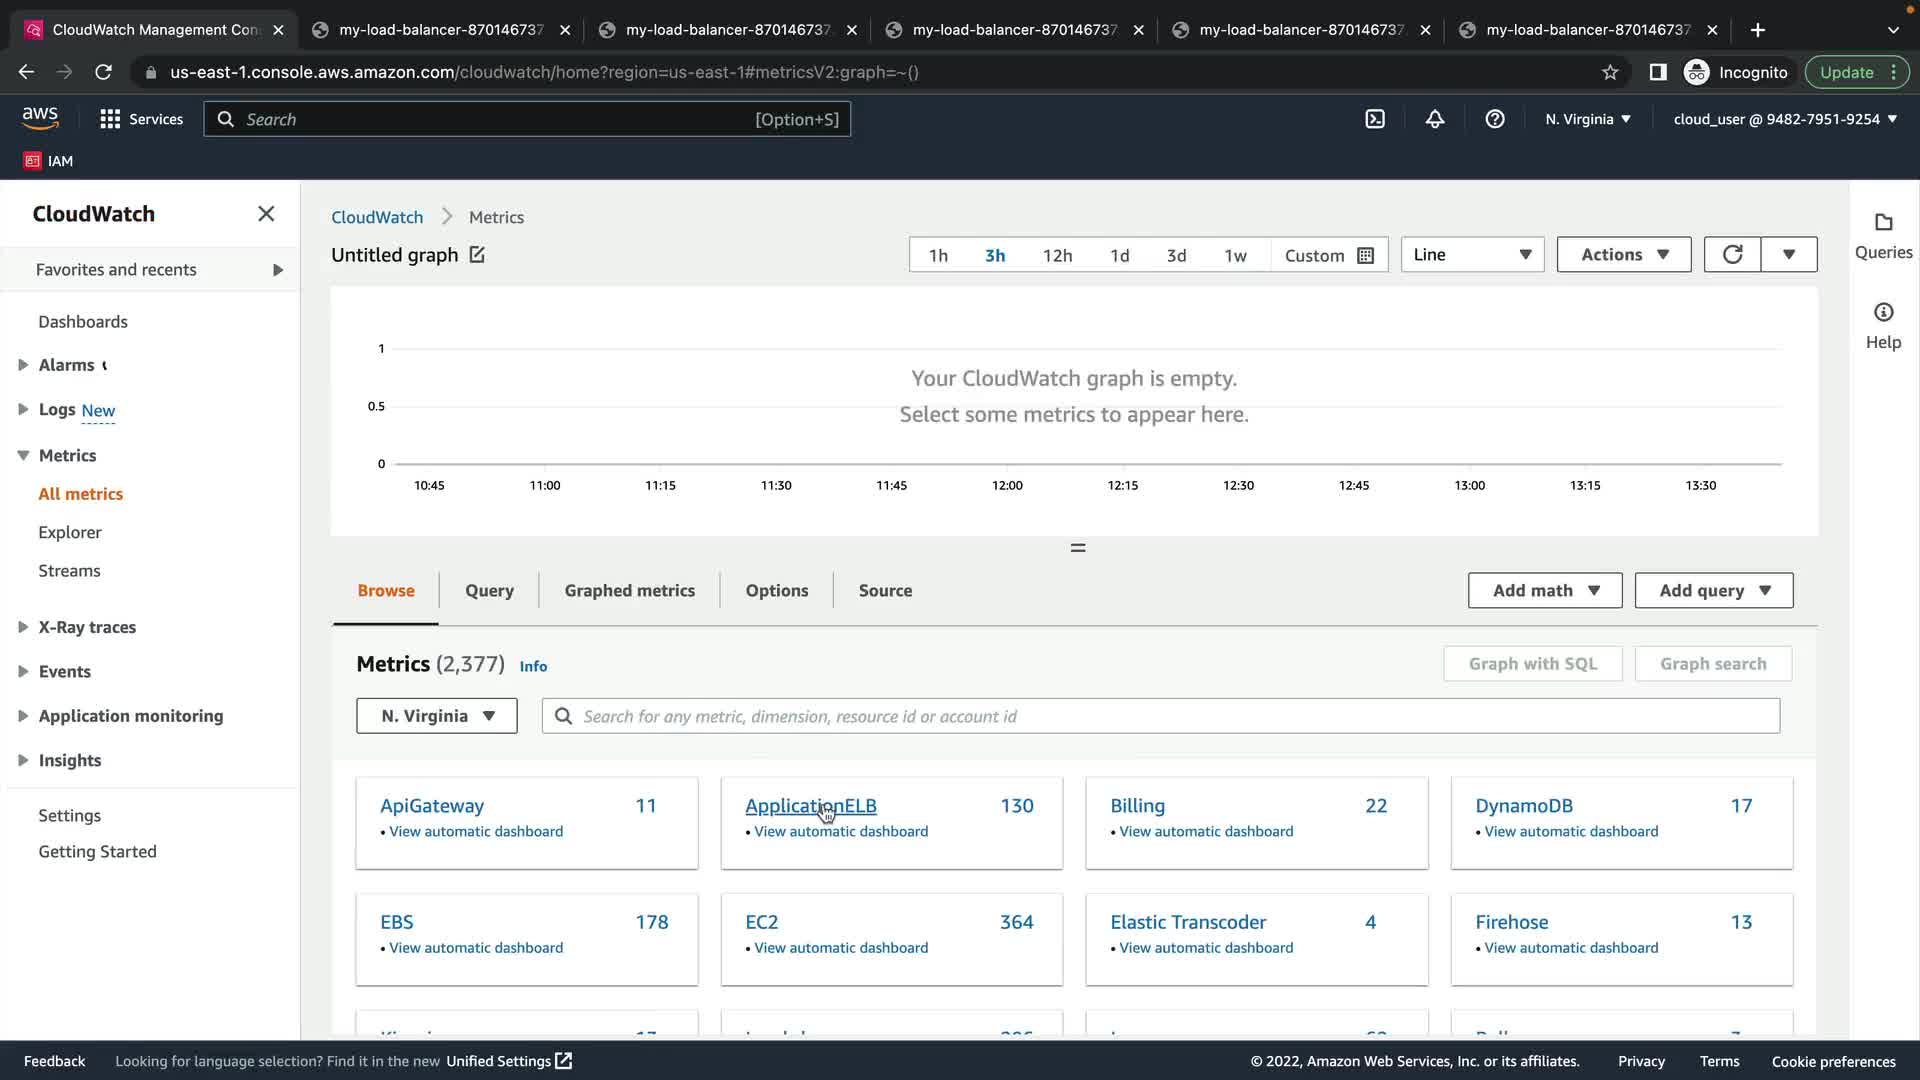 CloudWatch Management Con
my-load-balancer-870146737
my-load-balancer-870146737
my-load-balancer-870146737
my-load-balancer-870146737
my-load-balancer-870146737
us-east-1.console.aws.amazon.com/cloudwatch/home?region=us-east-1#metricsV2:graph=~()
Incognito
Update
aws
Services
Search
[Option+S]
N. Virginia
cloud_user @ 9482-7951-9254
IAM
CloudWatch
Favorites and recents
Dashboards
Alarms
Logs New
Metrics
All metrics
Explorer
Streams
X-Ray traces
Events
Application monitoring
Insights
Settings
Getting Started
CloudWatch
Metrics
Untitled graph
1h
3h
12h
1d
3d
1w
Custom
Line
Actions
Queries
Help
1
0.5
0
Your CloudWatch graph is empty.
Select some metrics to appear here.
10:45
11:00
11:15
11:30
11:45
12:00
12:15
12:30
12:45
13:00
13:15
13:30
Browse
Query
Graphed metrics
Options
Source
Add math
Add query
Metrics (2,377) Info
Graph with SQL
Graph search
N. Virginia
Search for any metric, dimension, resource id or account id
ApiGateway 11
• View automatic dashboard
ApplicationELB 130
• View automatic dashboard
Billing 22
• View automatic dashboard
DynamoDB 17
• View automatic dashboard
EBS 178
• View automatic dashboard
EC2 364
• View automatic dashboard
Elastic Transcoder 4
• View automatic dashboard
Firehose 13
• View automatic dashboard
Feedback
Looking for language selection? Find it in the new Unified Settings
© 2022, Amazon Web Services, Inc. or its affiliates.
Privacy
Terms
Cookie preferences